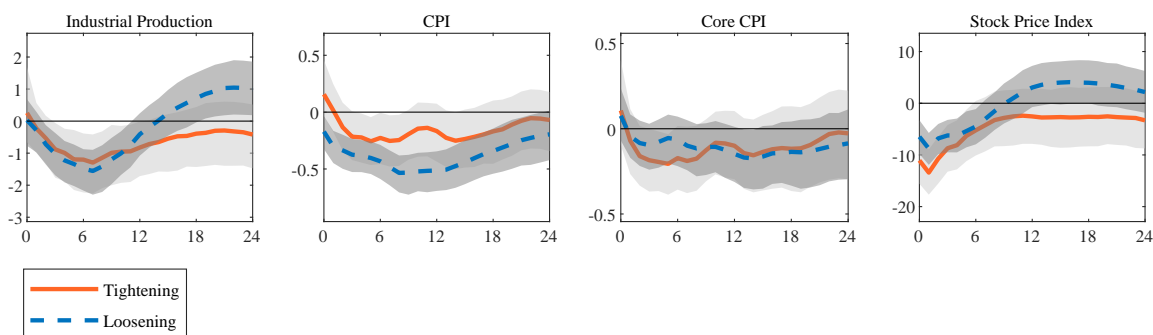 Industrial Production
2
1
0
-1
-2
-3
0 6 12 18 24
CPI
0.5
0
-0.5
0 6 12 18 24
Core CPI
0.5
0
-0.5
0 6 12 18 24
Stock Price Index
10
0
-10
-20
0 6 12 18 24
Tightening
Loosening